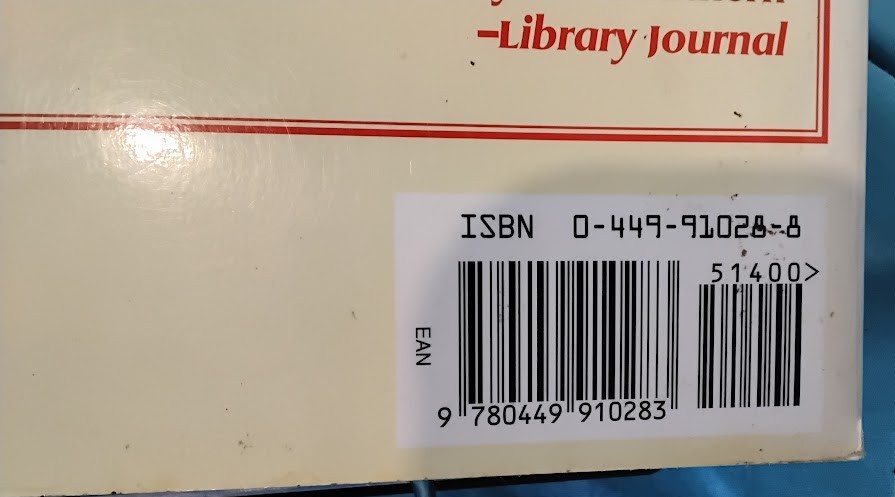 –Library Journal
ISBN 0-449-91028-8
51400>
EAN
9 780449 910283